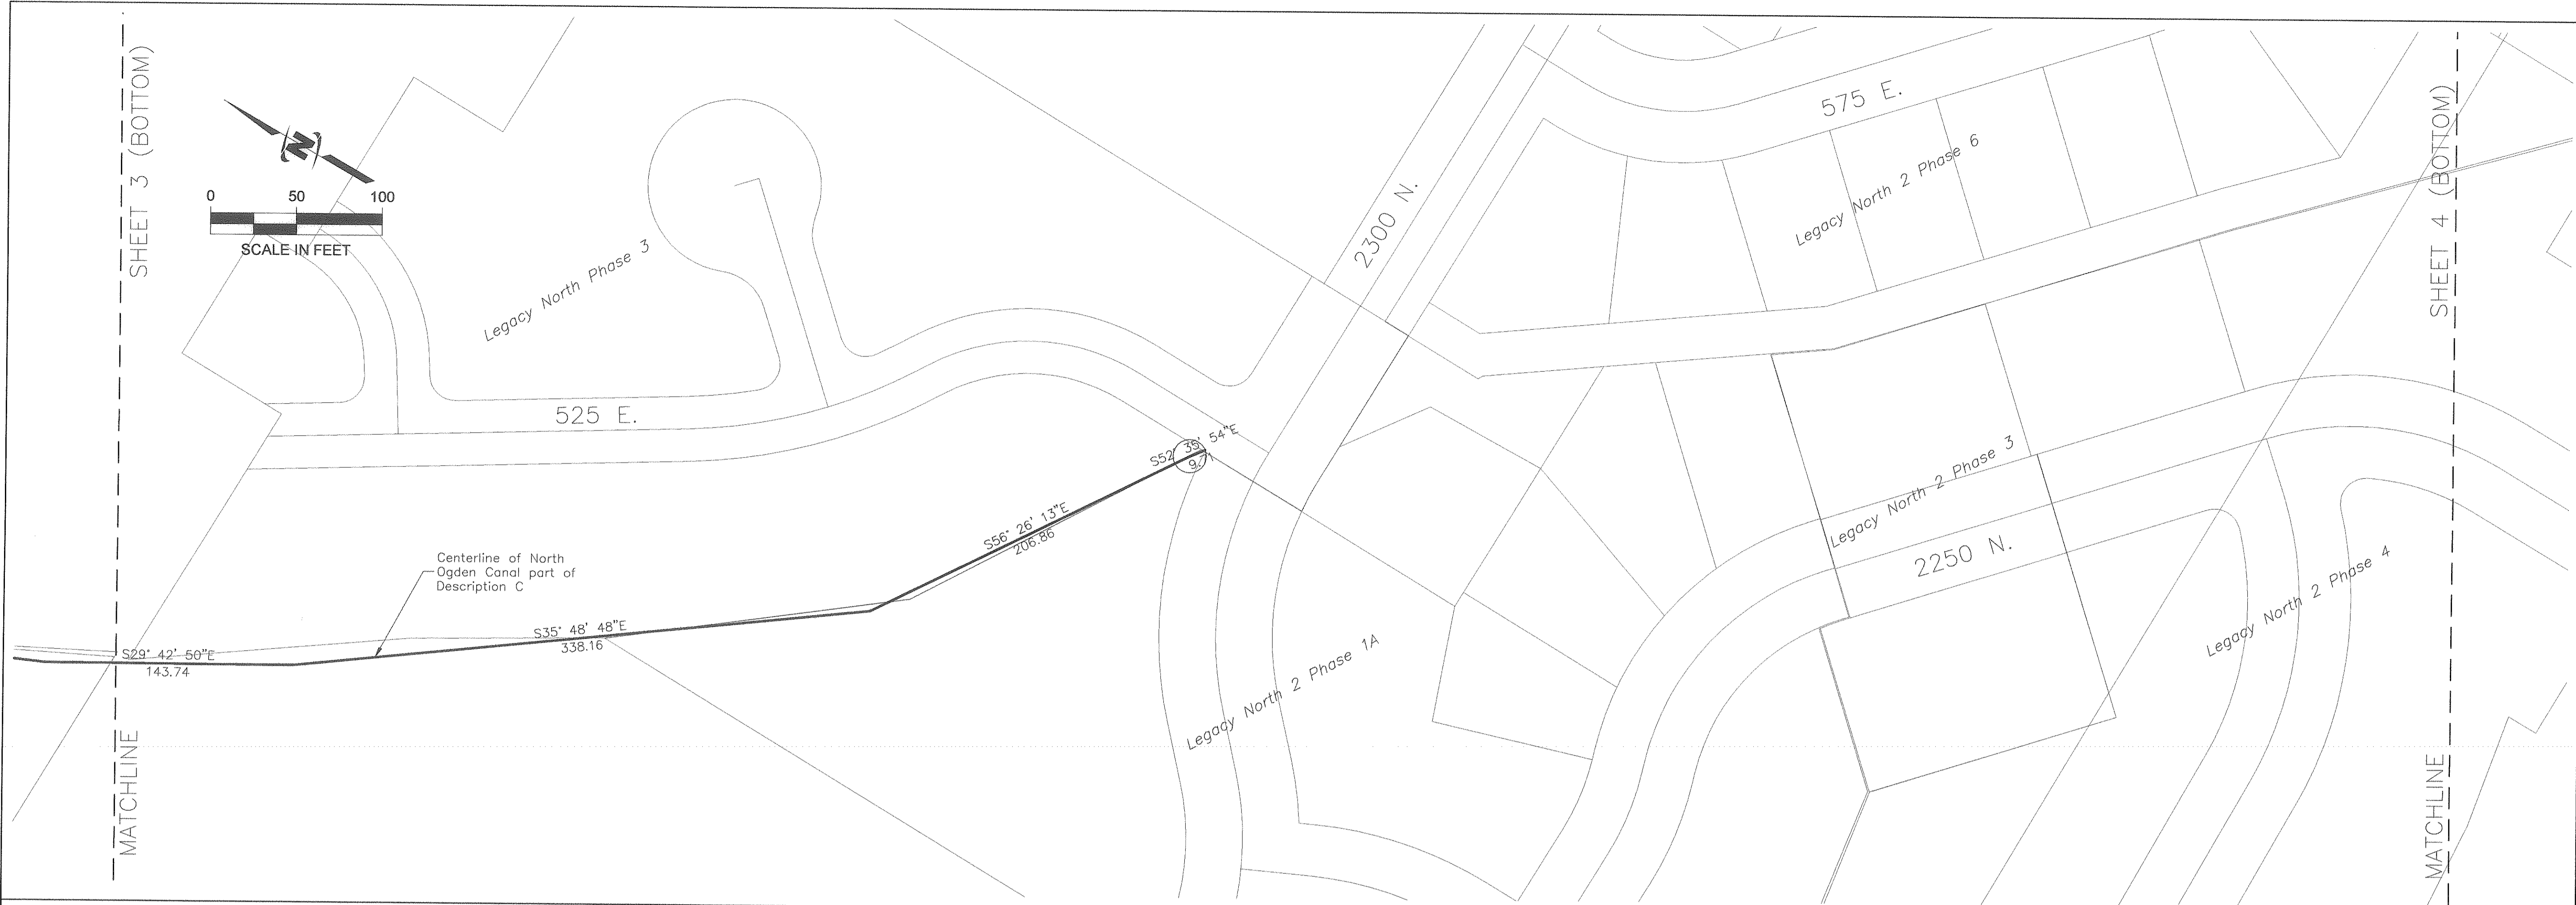 SHEET 3 (BOTTOM)
MATCHLINE
N
0 50 100
SCALE IN FEET
Legacy North Phase 3
525 E.
2300 N.
575 E.
Legacy North 2 Phase 6
SHEET 4 (BOTTOM)
MATCHLINE
S52° 35' 54"E
9.71
S56° 26' 13"E
206.86
Centerline of North
Ogden Canal part of
Description C
S35° 48' 48"E
338.16
S29° 42' 50"E
143.74
Legacy North 2 Phase 1A
Legacy North 2 Phase 3
2250 N.
Legacy North 2 Phase 4